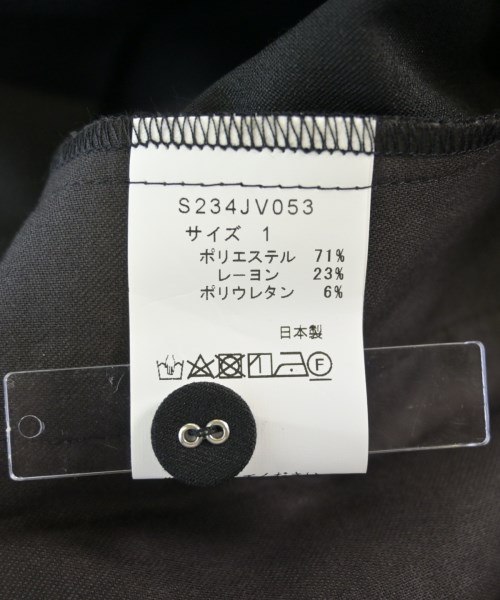 S234JV053
サイズ 1
ポリエステル 71%
レーヨン 23%
ポリウレタン 6%
日本製
F